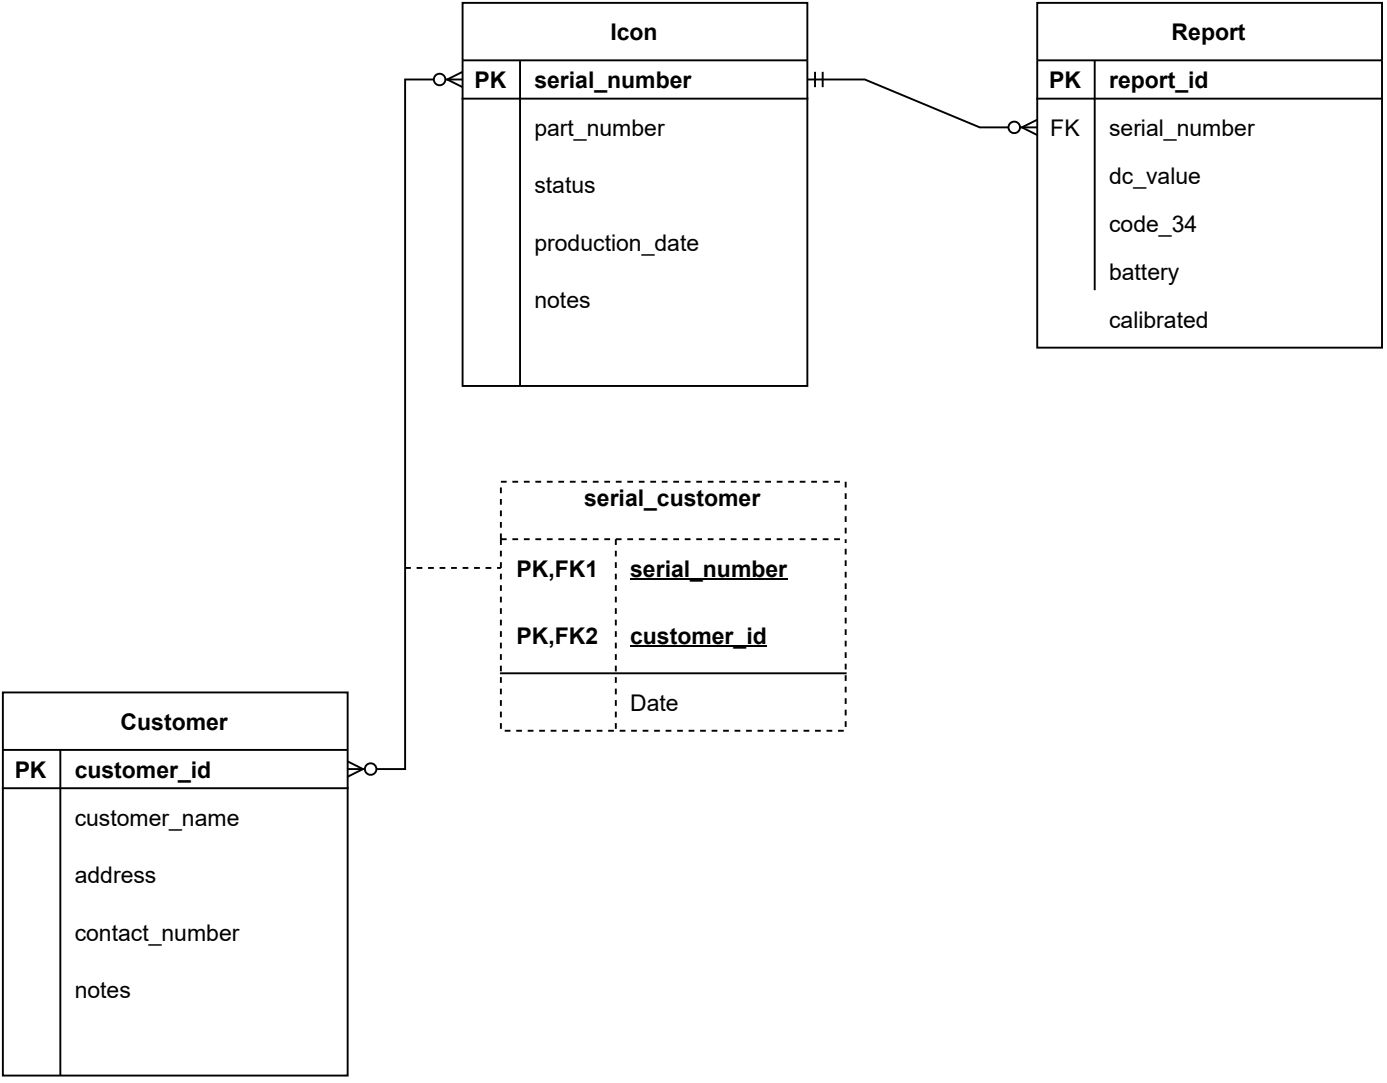 Icon
PK serial_number
part_number
status
production_date
notes
Report
PK report_id
FK serial_number
dc_value
code_34
battery
calibrated
serial_customer
PK,FK1 serial_number
PK,FK2 customer_id
Date
Customer
PK customer_id
customer_name
address
contact_number
notes